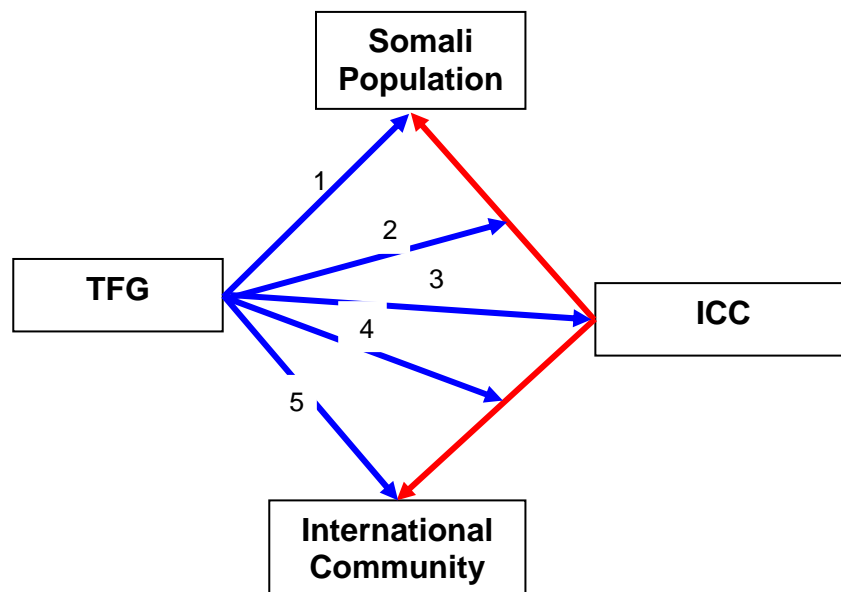 Somali
Population
1
2
TFG
3
ICC
4
5
International
Community